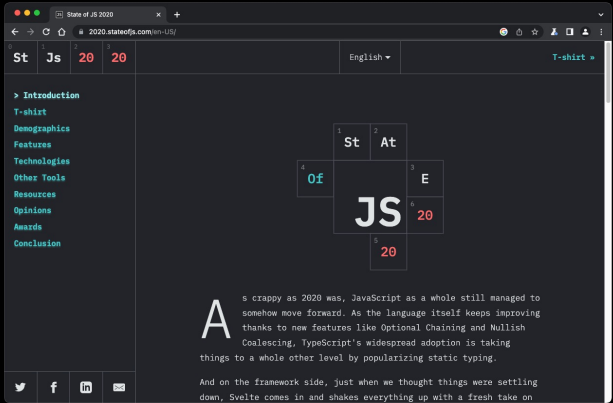 State of JS 2020
2020.stateofjs.com/en-US/
0 St 1 Js 2 20 3 20
English
T-shirt »
> Introduction
T-shirt
Demographics
Features
Technologies
Other Tools
Resources
Opinions
Awards
Conclusion
1 St 2 At
4 Of 3 E
JS 6 20
5 20
As crappy as 2020 was, JavaScript as a whole still managed to
somehow move forward. As the language itself keeps improving
thanks to new features like Optional Chaining and Nullish
Coalescing, TypeScript's widespread adoption is taking
things to a whole other level by popularizing static typing.
And on the framework side, just when we thought things were settling
down, Svelte comes in and shakes everything up with a fresh take on